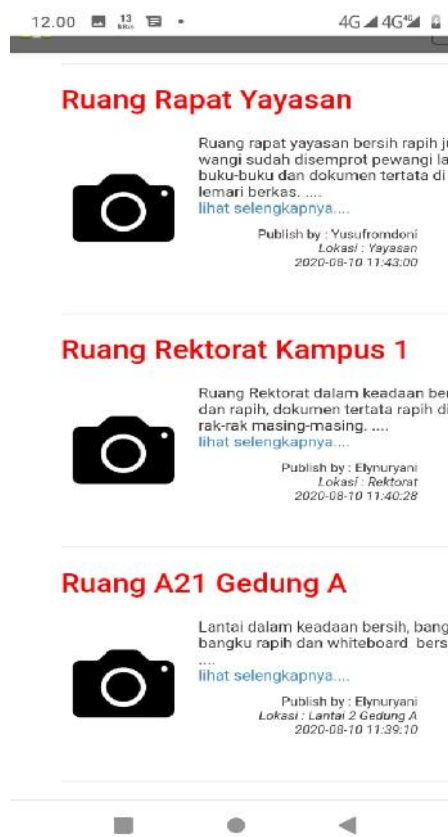 12.00 13 4G 4G
Ruang Rapat Yayasan
Ruang rapat yayasan bersih rapih
wangi sudah disemprot pewangi
buku-buku dan dokumen tertata di
lemari berkas. ....
lihat selengkapnya....
Publish by : Yusufromdoni
Lokasi : Yayasan
2020-08-10 11:43:00
Ruang Rektorat Kampus 1
Ruang Rektorat dalam keadaan
dan rapih, dokumen tertata rapih di
rak-rak masing-masing. ....
lihat selengkapnya....
Publish by : Elynuryani
Lokasi : Rektorat
2020-08-10 11:40:28
Ruang A21 Gedung A
Lantai dalam keadaan bersih,
bangku rapih dan whiteboard
....
lihat selengkapnya....
Publish by : Elynuryani
Lokasi : Lantai 2 Gedung A
2020-08-10 11:39:10